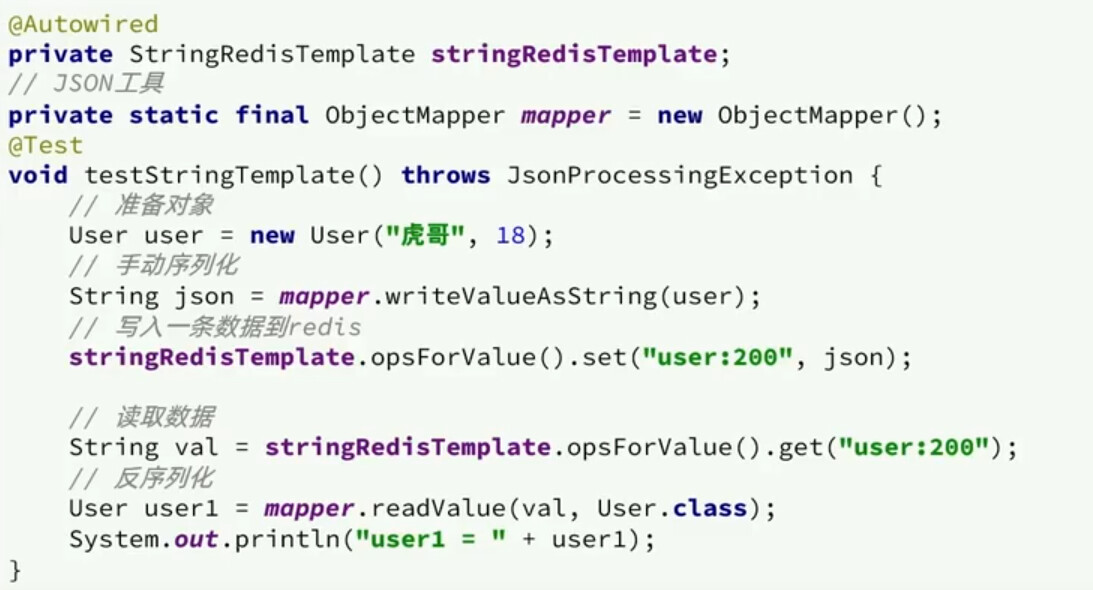 @Autowired
private StringRedisTemplate stringRedisTemplate;
// JSON工具
private static final ObjectMapper mapper = new ObjectMapper();
@Test
void testStringTemplate() throws JsonProcessingException {
    // 准备对象
    User user = new User("虎哥", 18);
    // 手动序列化
    String json = mapper.writeValueAsString(user);
    // 写入一条数据到redis
    stringRedisTemplate.opsForValue().set("user:200", json);
    // 读取数据
    String val = stringRedisTemplate.opsForValue().get("user:200");
    // 反序列化
    User user1 = mapper.readValue(val, User.class);
    System.out.println("user1 = " + user1);
}